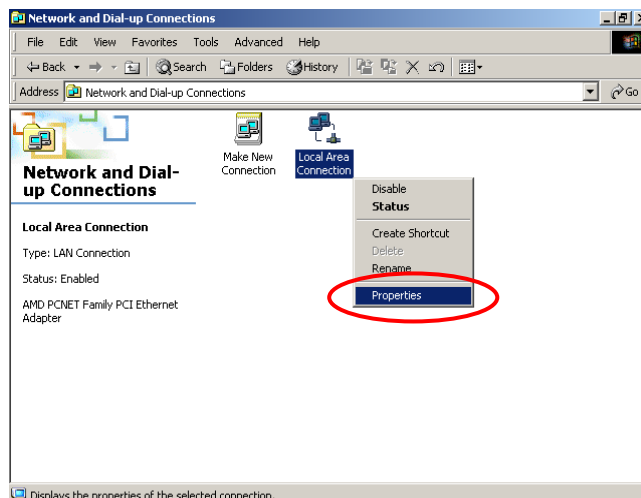 Network and Dial-up Connections
File Edit View Favorites Tools Advanced Help
Back Search Folders History
Address Network and Dial-up Connections Go
Network and Dial-
up Connections
Local Area Connection
Type: LAN Connection
Status: Enabled
AMD PCNET Family PCI Ethernet
Adapter
Make New
Connection
Local Area
Connection
Disable
Status
Create Shortcut
Delete
Rename
Properties
Displays the properties of the selected connection.